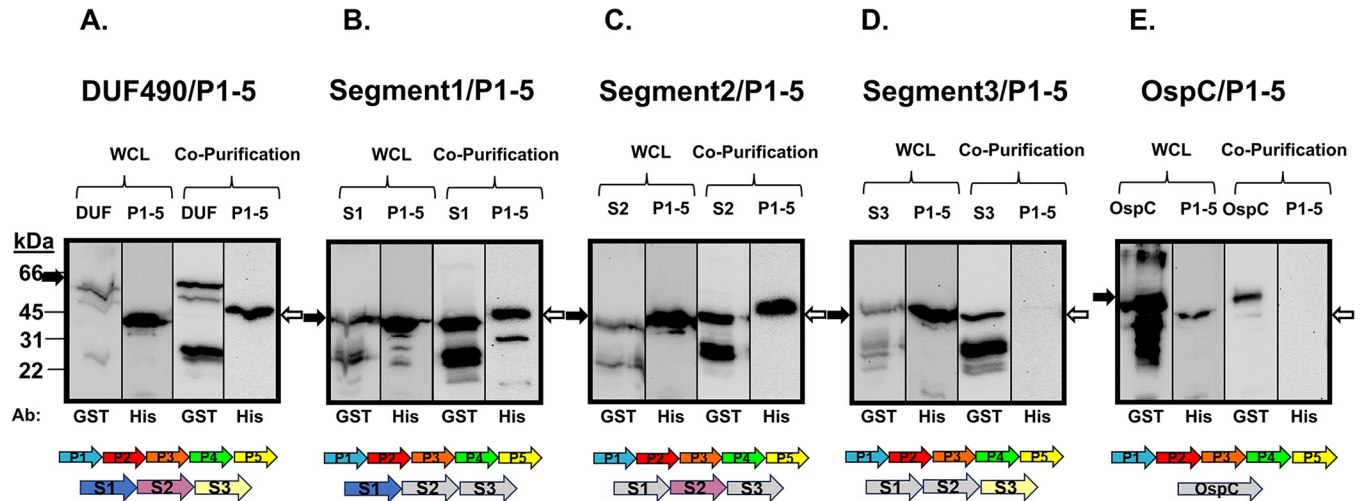 A. B. C. D. E.
DUF490/P1-5 Segment1/P1-5 Segment2/P1-5 Segment3/P1-5 OspC/P1-5
WCL Co-Purification WCL Co-Purification WCL Co-Purification WCL Co-Purification WCL Co-Purification
DUF P1-5 DUF P1-5 S1 P1-5 S1 P1-5 S2 P1-5 S2 P1-5 S3 P1-5 S3 P1-5 OspC P1-5 OspC P1-5
kDa
66
45
31
22
Ab: GST His GST His GST His GST His GST His GST His GST His GST His GST His GST His
P1 P2 P3 P4 P5 P1 P2 P3 P4 P5 P1 P2 P3 P4 P5 P1 P2 P3 P4 P5 P1 P2 P3 P4 P5
S1 S2 S3 S1 S2 S3 S1 S2 S3 S1 S2 S3 OspC